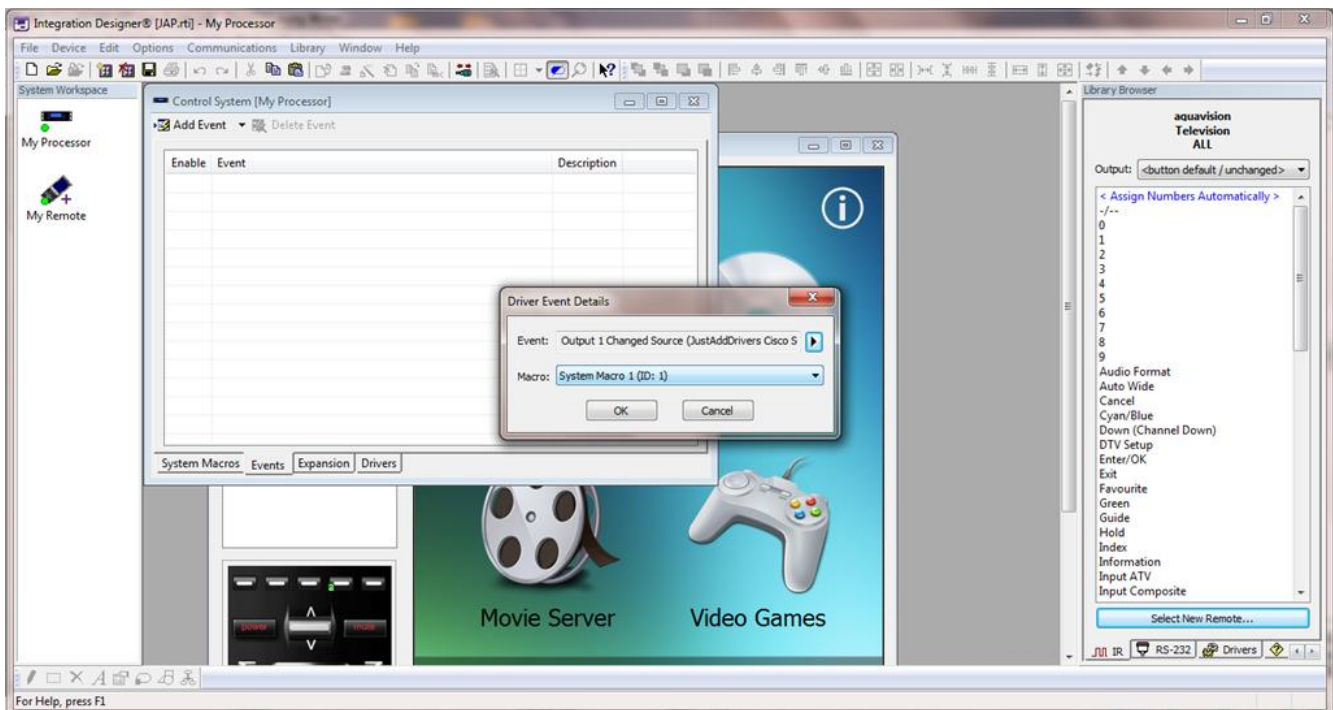 Integration Designer® [JAP.rti] - My Processor
File Device Edit Options Communications Library Window Help
System Workspace
My Processor
My Remote
Control System [My Processor]
Add Event Delete Event
Enable Event Description
System Macros Events Expansion Drivers
Driver Event Details
Event: Output 1 Changed Source (JustAddDrivers Cisco S
Macro: System Macro 1 (ID: 1)
OK Cancel
power mute
Movie Server Video Games
Library Browser
aquavision
Television
ALL
Output: <button default / unchanged>
< Assign Numbers Automatically >
-/--
0
1
2
3
4
5
6
7
8
9
Audio Format
Auto Wide
Cancel
Cyan/Blue
Down (Channel Down)
DTV Setup
Enter/OK
Exit
Favourite
Green
Guide
Hold
Index
Information
Input ATV
Input Composite
Select New Remote...
IR RS-232 Drivers
For Help, press F1